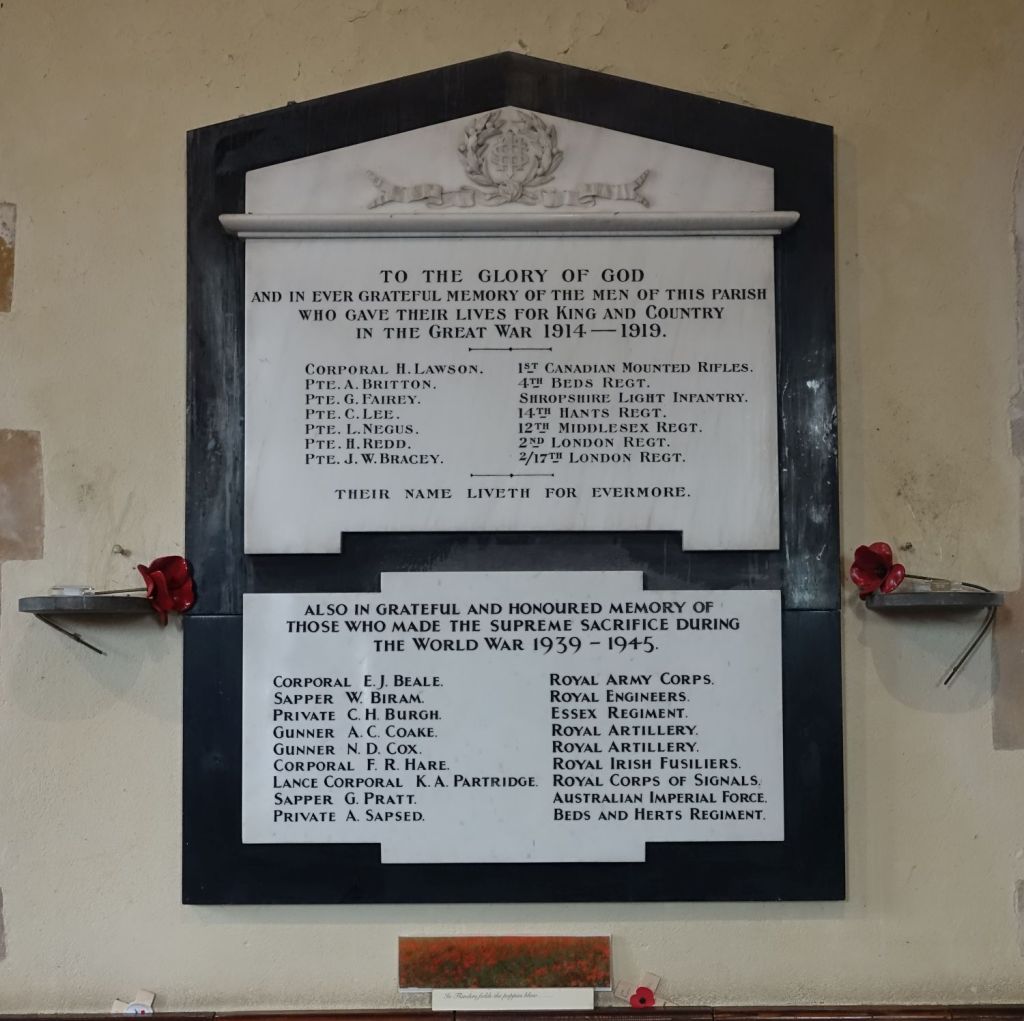 TO THE GLORY OF GOD
AND IN EVER GRATEFUL MEMORY OF THE MEN OF THIS PARISH
WHO GAVE THEIR LIVES FOR KING AND COUNTRY
IN THE GREAT WAR 1914 — 1919.
CORPORAL H. LAWSON. 1ST CANADIAN MOUNTED RIFLES.
PTE. A. BRITTON. 4TH BEDS REGT.
PTE. G. FAIREY. SHROPSHIRE LIGHT INFANTRY.
PTE. C. LEE. 14TH HANTS REGT.
PTE. L. NEGUS. 12TH MIDDLESEX REGT.
PTE. H. REDD. 2ND LONDON REGT.
PTE. J. W. BRACEY. 2/17TH LONDON REGT.
THEIR NAME LIVETH FOR EVERMORE.
ALSO IN GRATEFUL AND HONOURED MEMORY OF
THOSE WHO MADE THE SUPREME SACRIFICE DURING
THE WORLD WAR 1939 - 1945.
CORPORAL E. J. BEALE. ROYAL ARMY CORPS.
SAPPER W. BIRAM. ROYAL ENGINEERS.
PRIVATE C. H. BURGH. ESSEX REGIMENT.
GUNNER A. C. COAKE. ROYAL ARTILLERY.
GUNNER N. D. COX. ROYAL ARTILLERY.
CORPORAL F. R. HARE. ROYAL IRISH FUSILIERS.
LANCE CORPORAL K. A. PARTRIDGE. ROYAL CORPS OF SIGNALS.
SAPPER G. PRATT. AUSTRALIAN IMPERIAL FORCE.
PRIVATE A. SAPSED. BEDS AND HERTS REGIMENT.
In Flanders fields the poppies blow ......